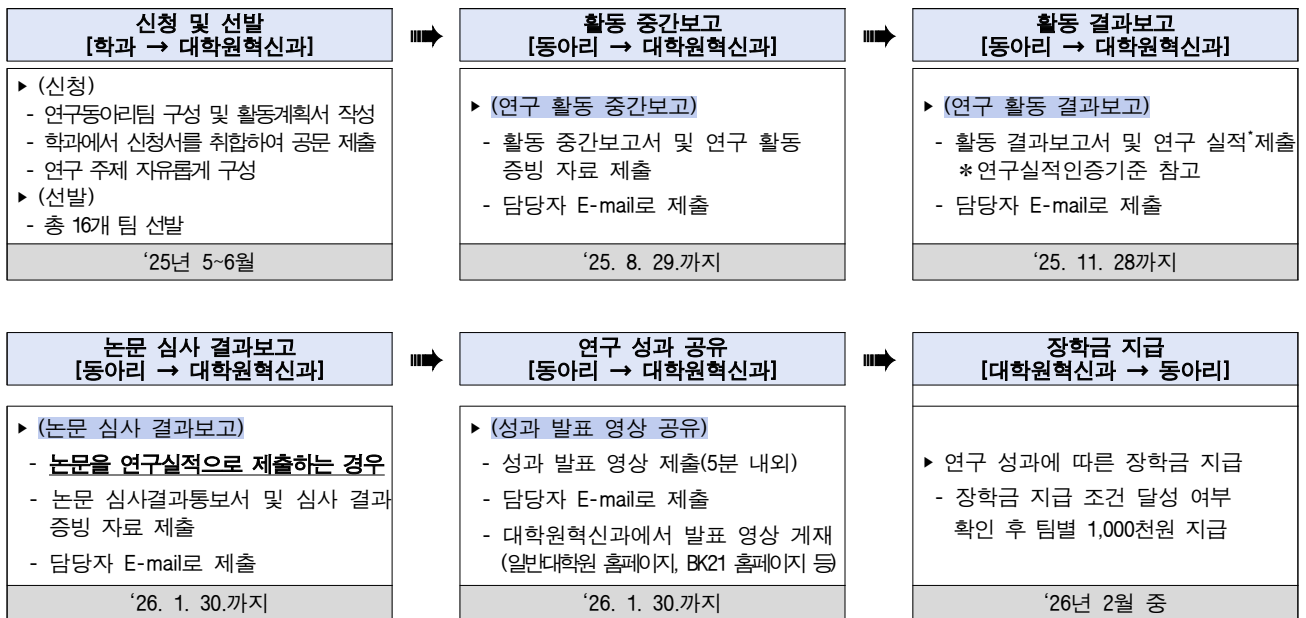 신청 및 선발
[학과 → 대학원혁신과]
▸ (신청)
- 연구동아리팀 구성 및 활동계획서 작성
- 학과에서 신청서를 취합하여 공문 제출
- 연구 주제 자유롭게 구성
▸ (선발)
- 총 16개 팀 선발
‘25년 5~6월
➠
활동 중간보고
[동아리 → 대학원혁신과]
▸ (연구 활동 중간보고)
- 활동 중간보고서 및 연구 활동
증빙 자료 제출
- 담당자 E-mail로 제출
‘25. 8. 29.까지
➠
활동 결과보고
[동아리 → 대학원혁신과]
▸ (연구 활동 결과보고)
- 활동 결과보고서 및 연구 실적*제출
＊연구실적인증기준 참고
- 담당자 E-mail로 제출
‘25. 11. 28까지
논문 심사 결과보고
[동아리 → 대학원혁신과]
▸ (논문 심사 결과보고)
- 논문을 연구실적으로 제출하는 경우
- 논문 심사결과통보서 및 심사 결과
증빙 자료 제출
- 담당자 E-mail로 제출
‘26. 1. 30.까지
➠
연구 성과 공유
[동아리 → 대학원혁신과]
▸ (성과 발표 영상 공유)
- 성과 발표 영상 제출(5분 내외)
- 담당자 E-mail로 제출
- 대학원혁신과에서 발표 영상 게재
(일반대학원 홈페이지, BK21 홈페이지 등)
‘26. 1. 30.까지
➠
장학금 지급
[대학원혁신과 → 동아리]
▸ 연구 성과에 따른 장학금 지급
- 장학금 지급 조건 달성 여부
확인 후 팀별 1,000천원 지급
‘26년 2월 중